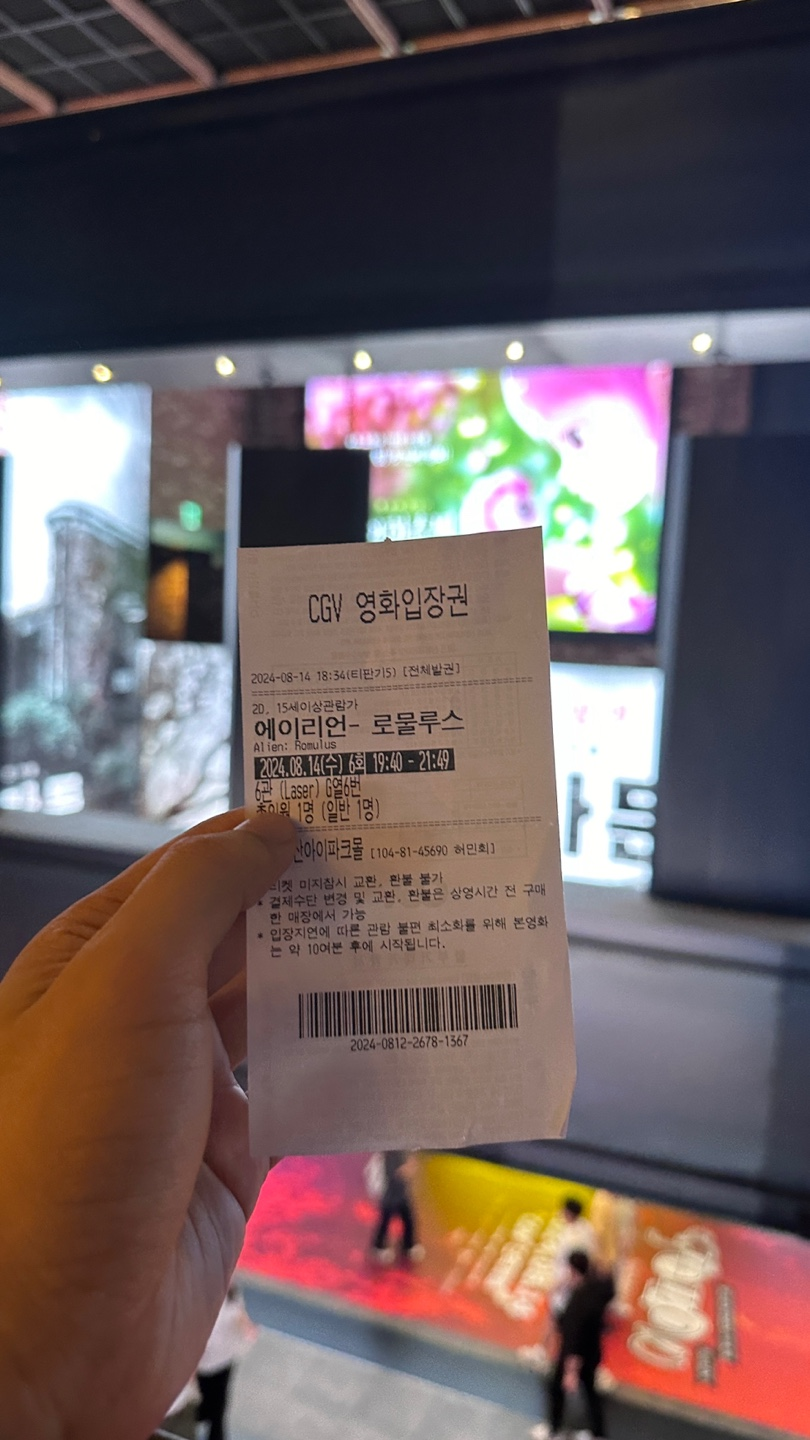 CGV 영화입장권
2024-08-14 18:34(티판기5) [전체발권]
2D, 15세이상관람가
에이리언- 로물루스
Alien: Romulus
2024.08.14(수) 6회 19:40 - 21:49
6관 (Laser) G열6번
총인원 1명 (일반 1명)
산아이파크몰 [104-81-45690 허민회]
티켓 미지참시 교환, 환불 불가
* 결제수단 변경 및 교환, 환불은 상영시간 전 구매
한 매장에서 가능
* 입장지연에 따른 관람 불편 최소화를 위해 본영화
는 약 10여분 후에 시작됩니다.
2024-0812-2678-1367